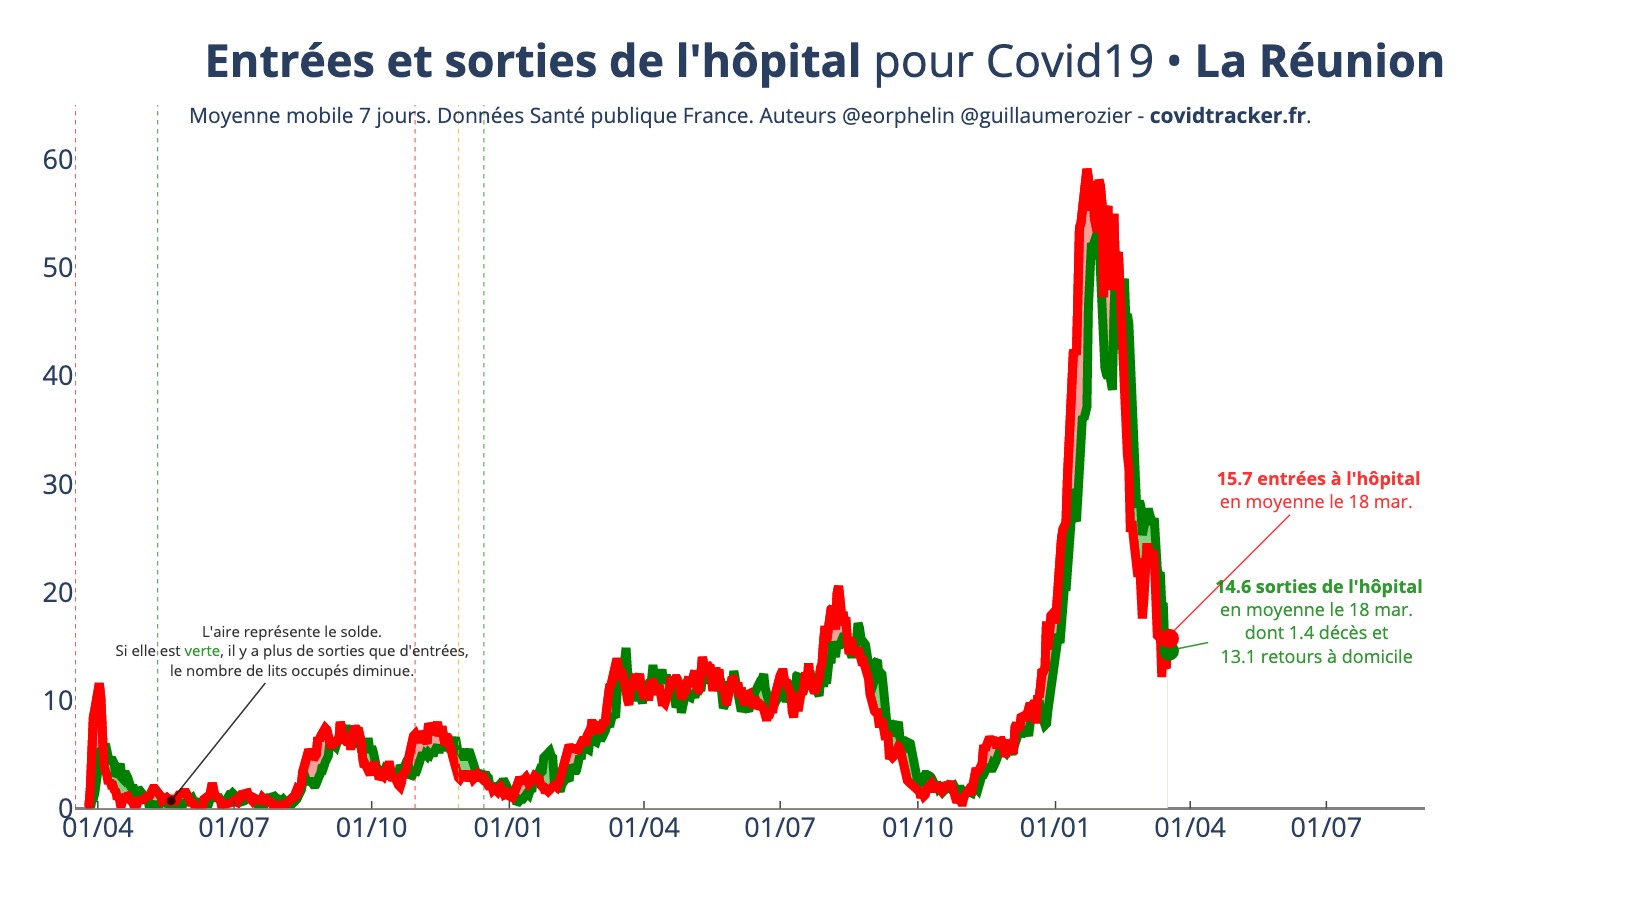 Entrées et sorties de l'hôpital pour Covid19 • La Réunion
Moyenne mobile 7 jours. Données Santé publique France. Auteurs @eorphelin @guillaumerozier - covidtracker.fr.
60
50
40
30
20
10
0
15.7 entrées à l'hôpital
en moyenne le 18 mar.
14.6 sorties de l'hôpital
en moyenne le 18 mar.
dont 1.4 décès et
13.1 retours à domicile
L'aire représente le solde.
Si elle est verte, il y a plus de sorties que d'entrées,
le nombre de lits occupés diminue.
01/04 01/07 01/10 01/01 01/04 01/07 01/10 01/01 01/04 01/07